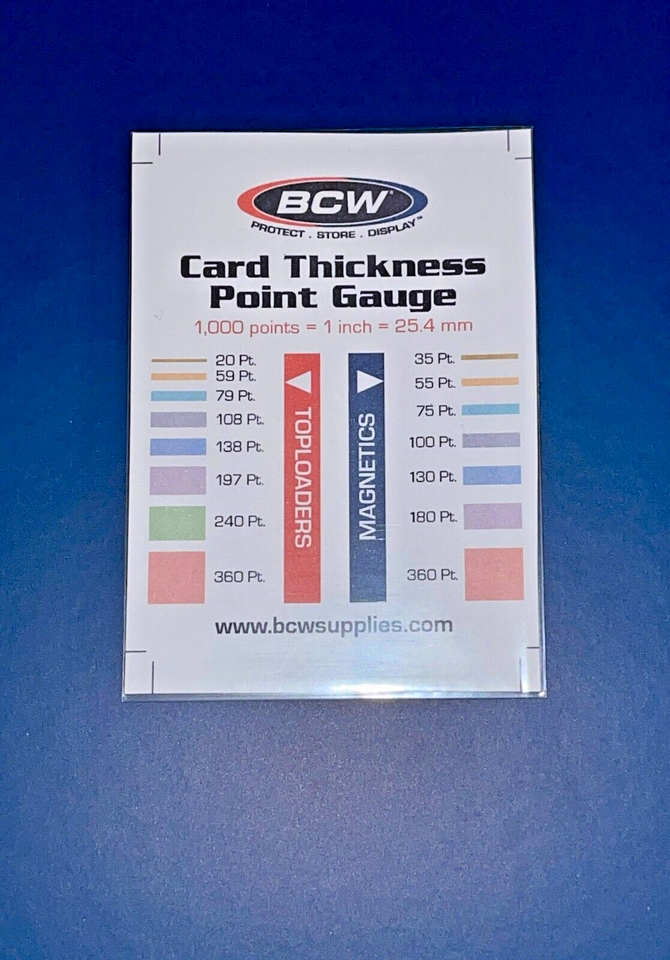 BCW®
PROTECT . STORE . DISPLAY™
Card Thickness
Point Gauge
1,000 points = 1 inch = 25.4 mm
20 Pt.
59 Pt.
79 Pt.
108 Pt.
138 Pt.
197 Pt.
240 Pt.
360 Pt.
TOPLOADERS
MAGNETICS
35 Pt.
55 Pt.
75 Pt.
100 Pt.
130 Pt.
180 Pt.
360 Pt.
www.bcwsupplies.com